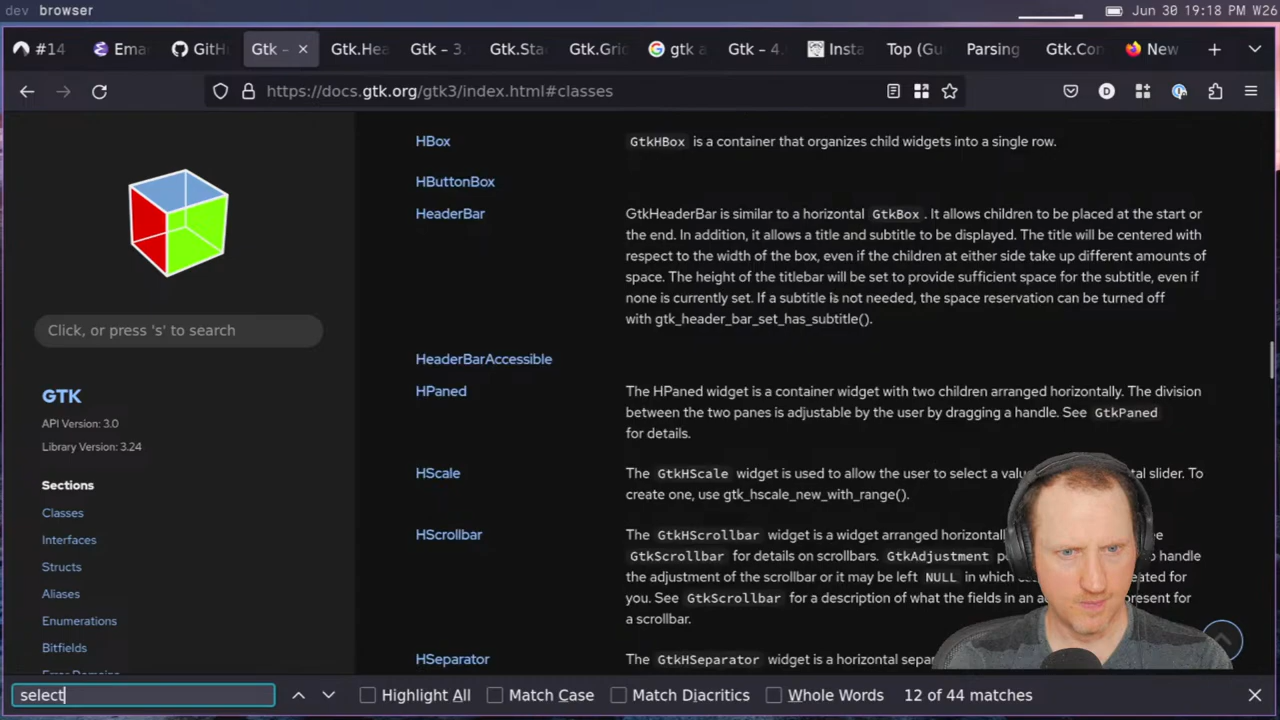 dev browser
Jun 30 19:18 PM W26
#14
Ema
GitH
Gtk –
Gtk.Hea
Gtk – 3.
Gtk.Sta
Gtk.Gri
gtk a
Gtk – 4.
Insta
Top (Gu
Parsing
Gtk.Con
New
https://docs.gtk.org/gtk3/index.html#classes
D
Click, or press 's' to search
GTK
API Version: 3.0
Library Version: 3.24
Sections
Classes
Interfaces
Structs
Aliases
Enumerations
Bitfields
HBox
GtkHBox is a container that organizes child widgets into a single row.
HButtonBox
HeaderBar
GtkHeaderBar is similar to a horizontal GtkBox . It allows children to be placed at the start or
the end. In addition, it allows a title and subtitle to be displayed. The title will be centered with
respect to the width of the box, even if the children at either side take up different amounts of
space. The height of the titlebar will be set to provide sufficient space for the subtitle, even if
none is currently set. If a subtitle is not needed, the space reservation can be turned off
with gtk_header_bar_set_has_subtitle().
HeaderBarAccessible
HPaned
The HPaned widget is a container widget with two children arranged horizontally. The division
between the two panes is adjustable by the user by dragging a handle. See GtkPaned
for details.
HScale
The GtkHScale widget is used to allow the user to select a valu tal slider. To
create one, use gtk_hscale_new_with_range().
HScrollbar
The GtkHScrollbar widget is a widget arranged horizontal
GtkScrollbar for details on scrollbars. GtkAdjustment to handle
the adjustment of the scrollbar or it may be left NULL in which eated for
you. See GtkScrollbar for a description of what the fields in an present for
a scrollbar.
HSeparator
The GtkHSeparator widget is a horizontal sepa
select
Highlight All
Match Case
Match Diacritics
Whole Words
12 of 44 matches